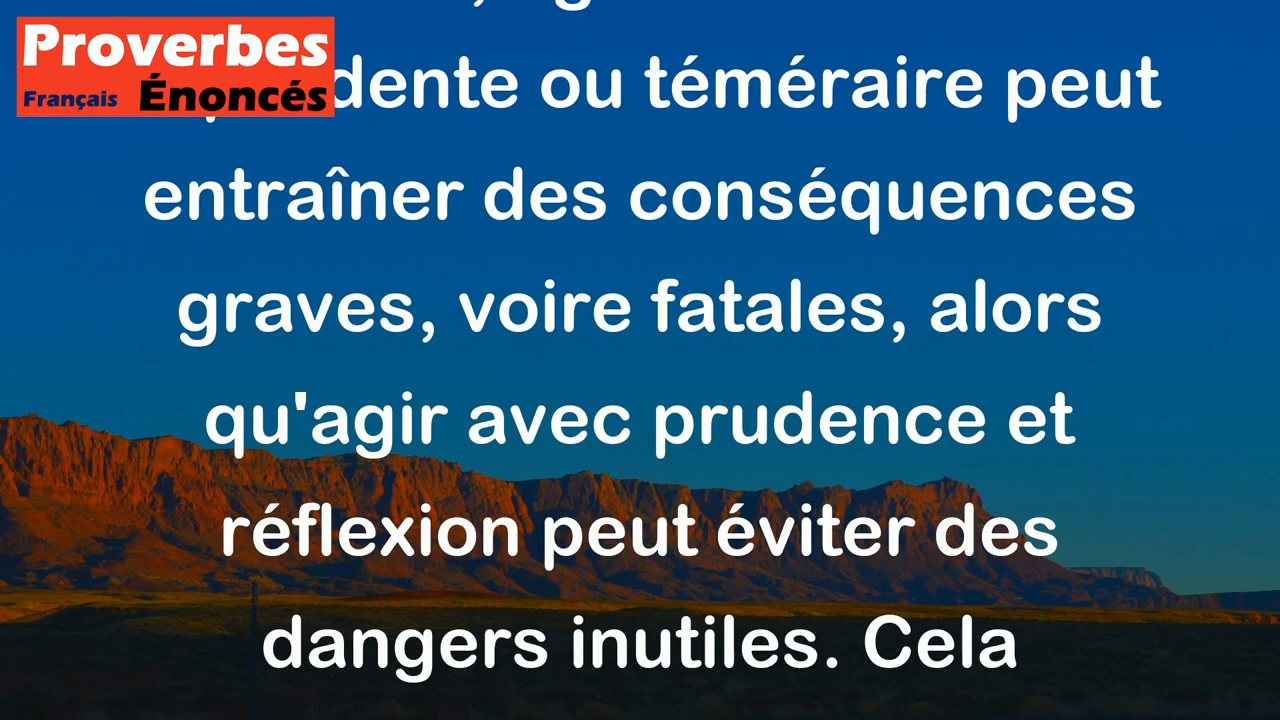 Proverbes
Français Énoncés
dente ou téméraire peut
entraîner des conséquences
graves, voire fatales, alors
qu'agir avec prudence et
réflexion peut éviter des
dangers inutiles. Cela